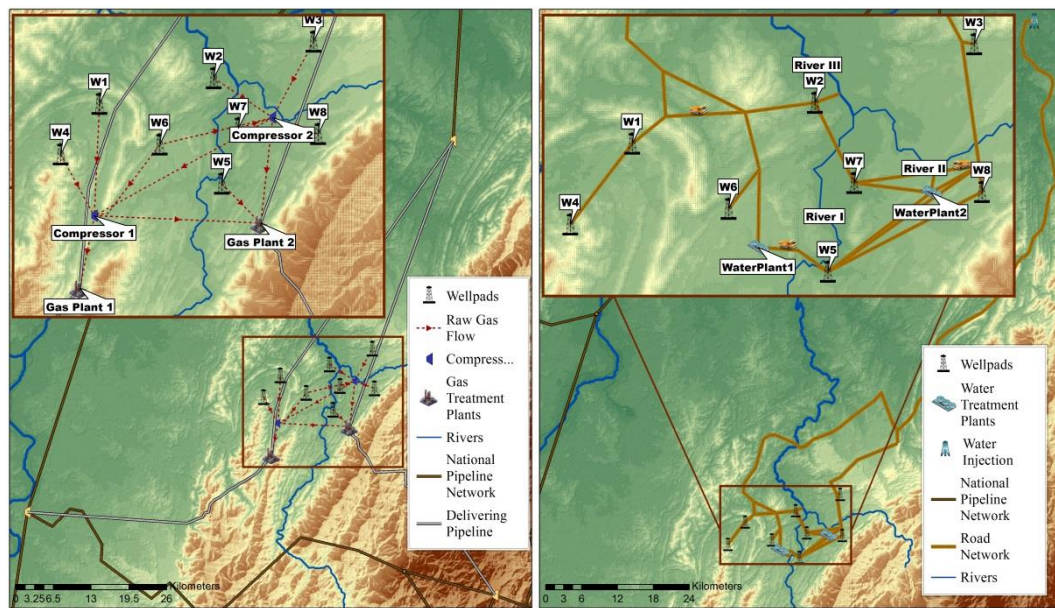 W3
W2
W1
W7
W8
W4
W6
Compressor 2
W5
Compressor 1
Gas Plant 2
Gas Plant 1
Wellpads
Raw Gas
Flow
Compress...
Gas
Treatment
Plants
Rivers
National
Pipeline
Network
Delivering
Pipeline
Kilometers
0 3.25 6.5 13 19.5 26
W3
River III
W2
W1
W7
River II
W8
W6
W4
WaterPlant2
River I
W5
WaterPlant1
Wellpads
Water
Treatment
Plants
Water
Injection
National
Pipeline
Network
Road
Network
Rivers
Kilometers
0 3 6 12 18 24